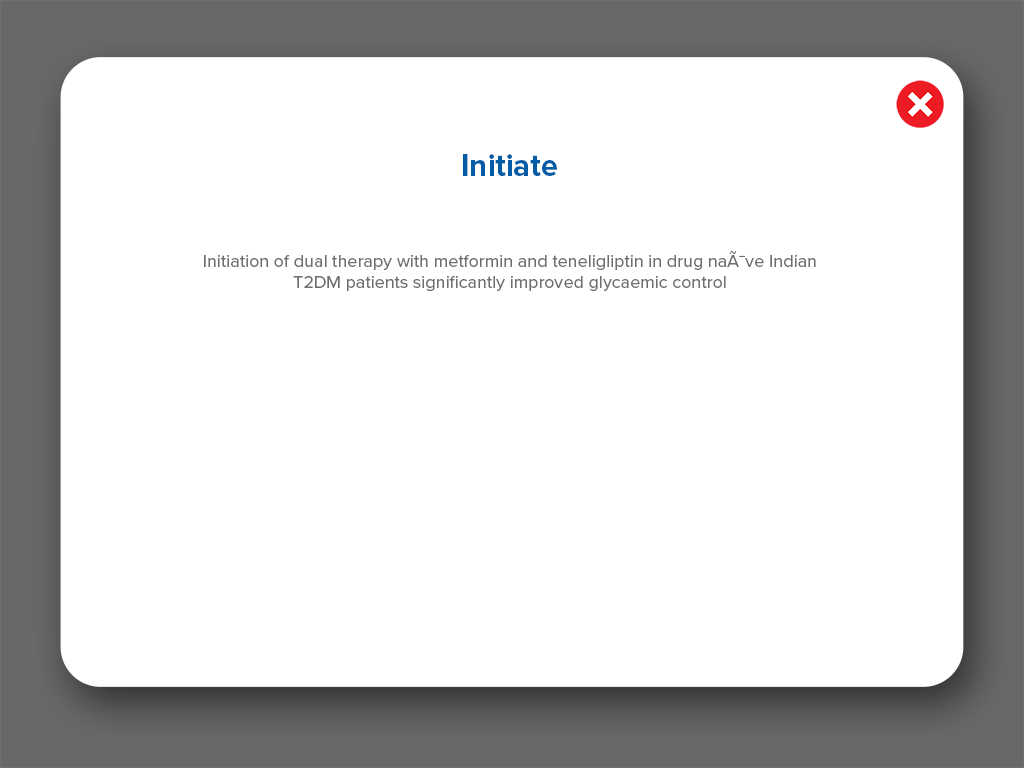 Initiate
Initiation of dual therapy with metformin and teneligliptin in drug naÃ¯ve Indian
T2DM patients significantly improved glycaemic control